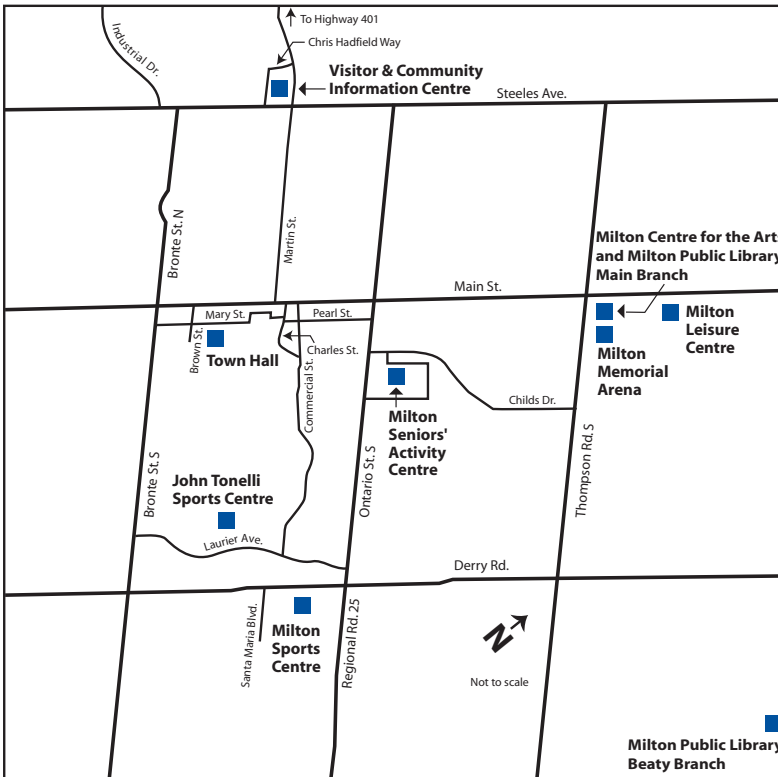 To Highway 401
Industrial Dr.
Chris Hadfield Way
Visitor & Community
Information Centre
Steeles Ave.
Bronte St. N
Martin St.
Milton Centre for the Arts
and Milton Public Library
Main Branch
Main St.
Mary St.
Pearl St.
Brown St.
Town Hall
Charles St.
Commercial St.
Milton
Leisure
Centre
Milton
Memorial
Arena
Childs Dr.
Milton
Seniors'
Activity
Centre
Bronte St. S
Ontario St. S
Thompson Rd. S
John Tonelli
Sports Centre
Laurier Ave.
Derry Rd.
Santa Maria Blvd.
Milton
Sports
Centre
Regional Rd. 25
N
Not to scale
Milton Public Library
Beaty Branch